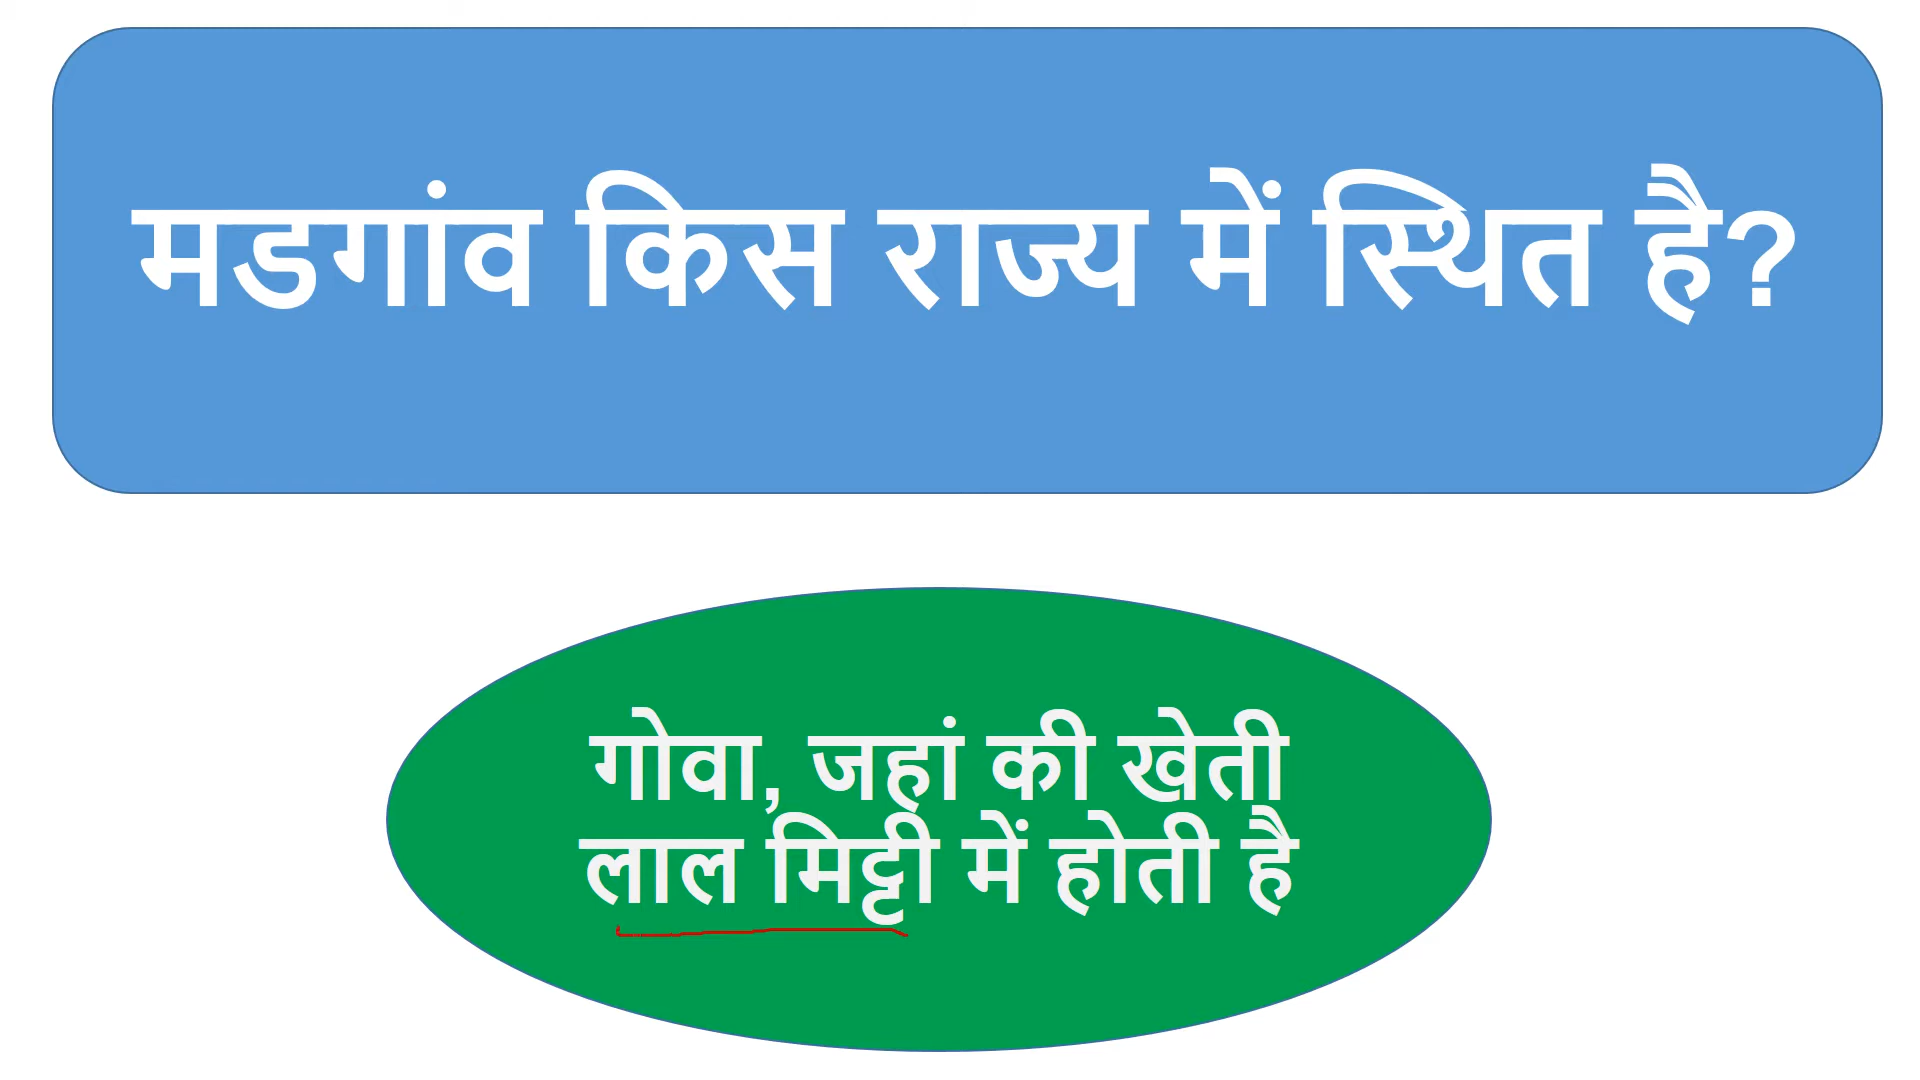 मडगांव किस राज्य में स्थित है?
गोवा, जहां की खेती
लाल मिट्टी में होती है